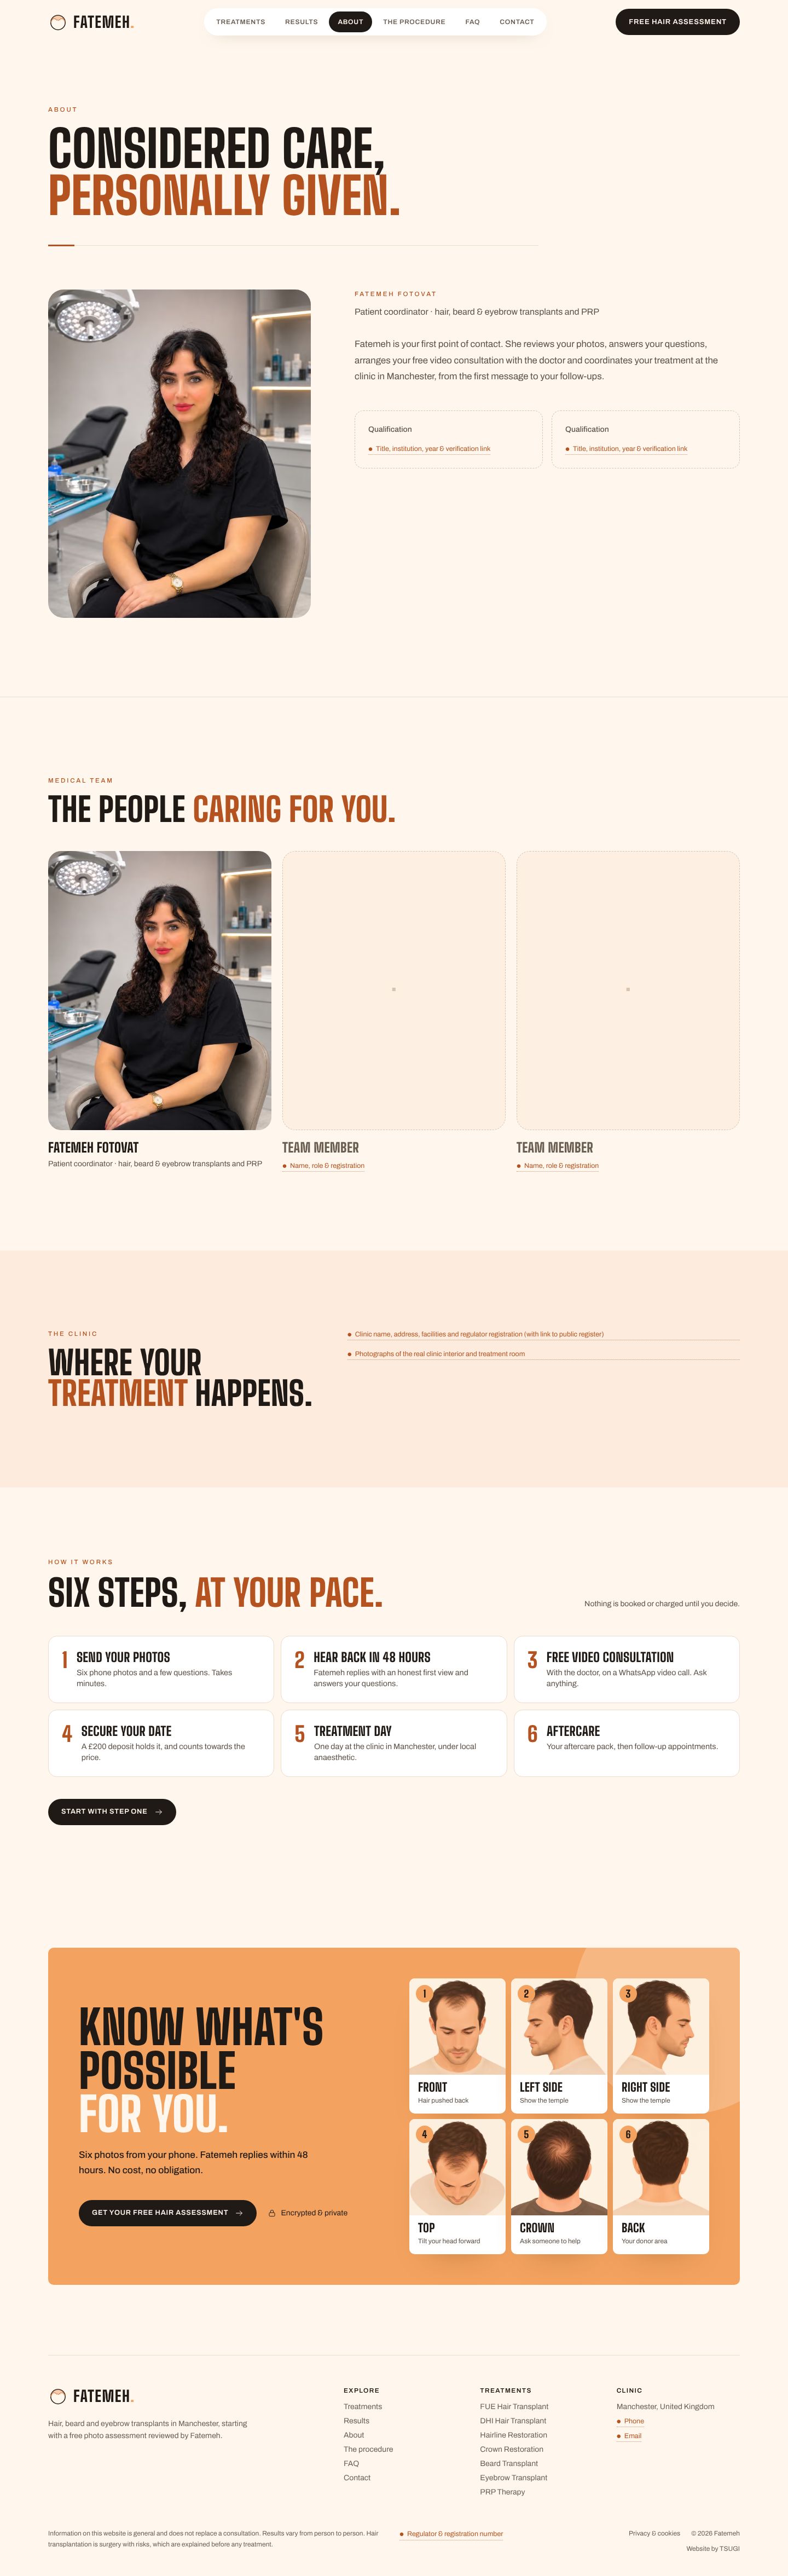 FATEMEH.
TREATMENTS
RESULTS
ABOUT
THE PROCEDURE
FAQ
CONTACT
FREE HAIR ASSESSMENT
ABOUT
CONSIDERED CARE,
PERSONALLY GIVEN.
FATEMEH FOTOVAT
Patient coordinator · hair, beard & eyebrow transplants and PRP
Fatemeh is your first point of contact. She reviews your photos, answers your questions,
arranges your free video consultation with the doctor and coordinates your treatment at the
clinic in Manchester, from the first message to your follow-ups.
Qualification
Title, institution, year & verification link
Qualification
Title, institution, year & verification link
MEDICAL TEAM
THE PEOPLE CARING FOR YOU.
FATEMEH FOTOVAT
Patient coordinator · hair, beard & eyebrow transplants and PRP
TEAM MEMBER
Name, role & registration
TEAM MEMBER
Name, role & registration
THE CLINIC
WHERE YOUR
TREATMENT HAPPENS.
Clinic name, address, facilities and regulator registration (with link to public register)
Photographs of the real clinic interior and treatment room
HOW IT WORKS
SIX STEPS, AT YOUR PACE.
Nothing is booked or charged until you decide.
1 SEND YOUR PHOTOS
Six phone photos and a few questions. Takes
minutes.
2 HEAR BACK IN 48 HOURS
Fatemeh replies with an honest first view and
answers your questions.
3 FREE VIDEO CONSULTATION
With the doctor, on a WhatsApp video call. Ask
anything.
4 SECURE YOUR DATE
A £200 deposit holds it, and counts towards the
price.
5 TREATMENT DAY
One day at the clinic in Manchester, under local
anaesthetic.
6 AFTERCARE
Your aftercare pack, then follow-up appointments.
START WITH STEP ONE →
KNOW WHAT'S
POSSIBLE
FOR YOU.
Six photos from your phone. Fatemeh replies within 48
hours. No cost, no obligation.
GET YOUR FREE HAIR ASSESSMENT →
Encrypted & private
1
FRONT
Hair pushed back
2
LEFT SIDE
Show the temple
3
RIGHT SIDE
Show the temple
4
TOP
Tilt your head forward
5
CROWN
Ask someone to help
6
BACK
Your donor area
FATEMEH.
Hair, beard and eyebrow transplants in Manchester, starting
with a free photo assessment reviewed by Fatemeh.
EXPLORE
Treatments
Results
About
The procedure
FAQ
Contact
TREATMENTS
FUE Hair Transplant
DHI Hair Transplant
Hairline Restoration
Crown Restoration
Beard Transplant
Eyebrow Transplant
PRP Therapy
CLINIC
Manchester, United Kingdom
Phone
Email
Information on this website is general and does not replace a consultation. Results vary from person to person. Hair
transplantation is surgery with risks, which are explained before any treatment.
Regulator & registration number
Privacy & cookies
© 2026 Fatemeh
Website by TSUGI